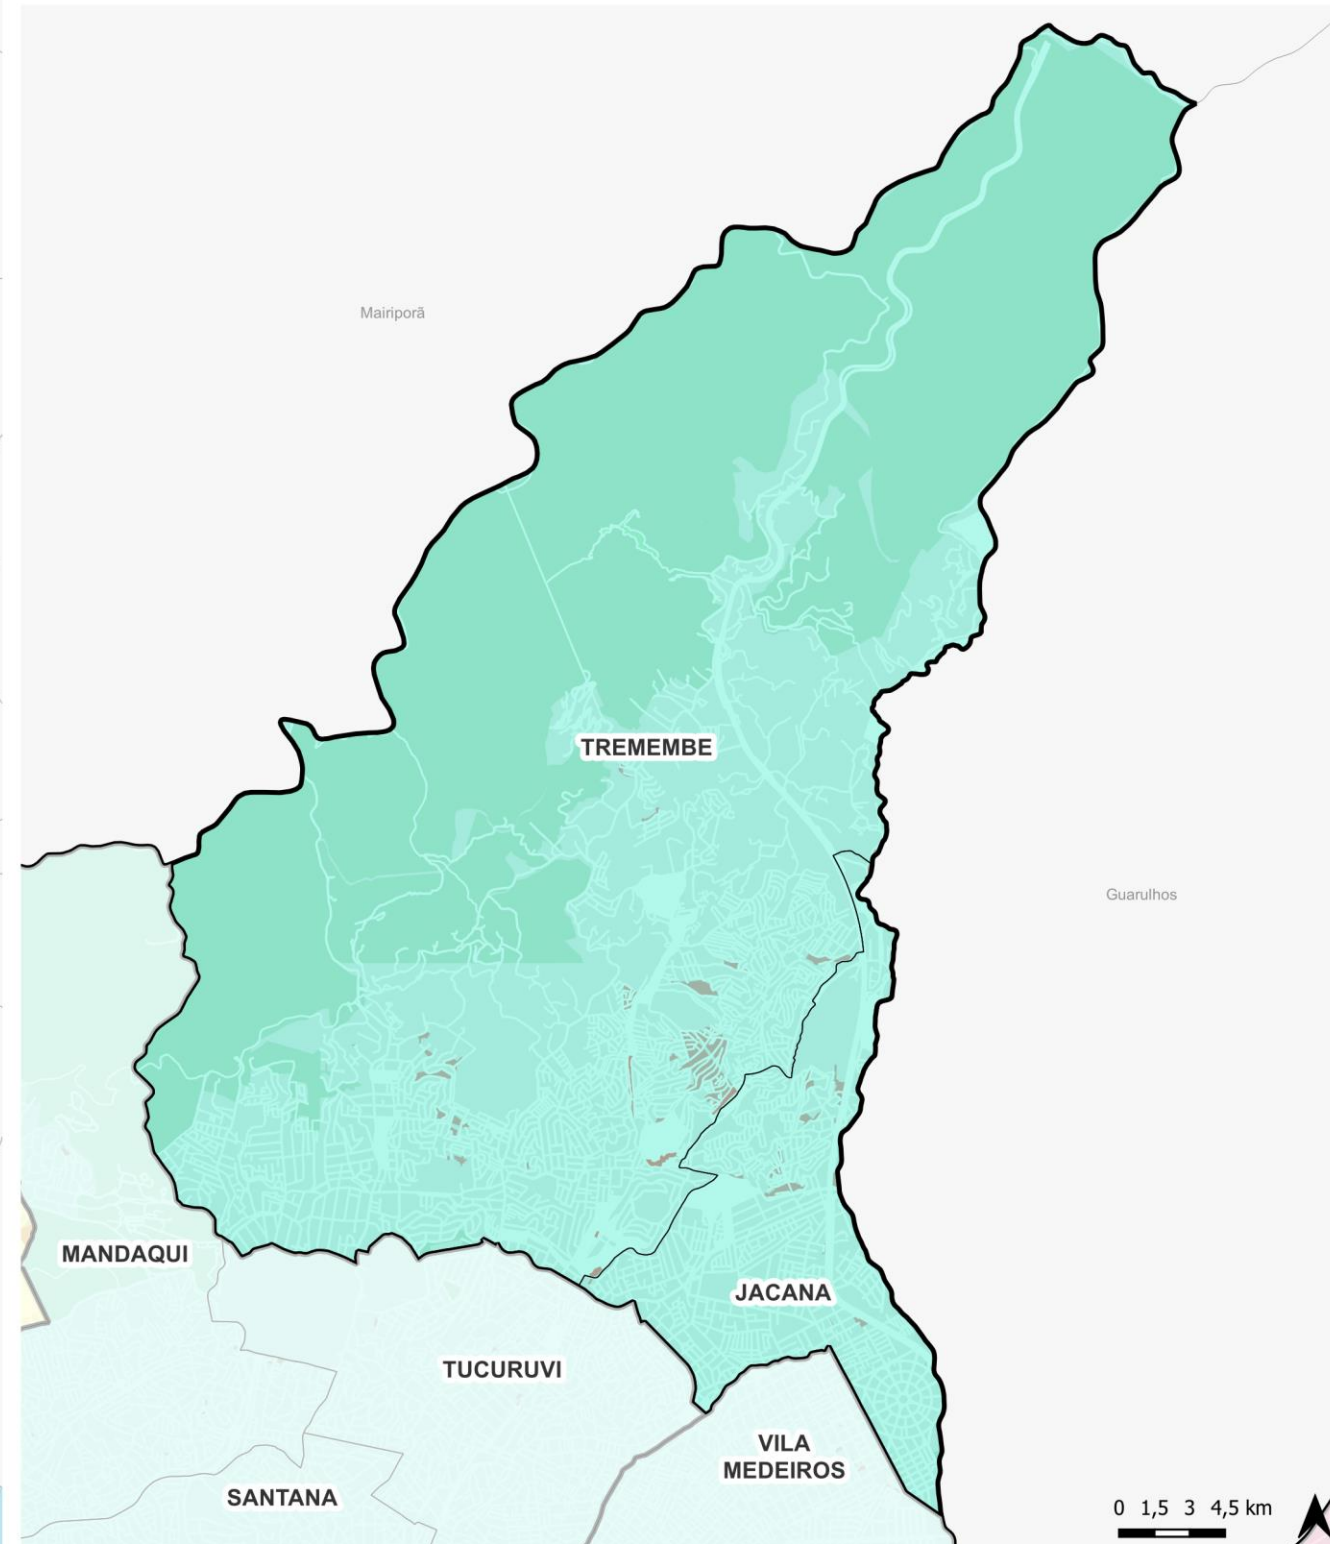 Mairiporã
TREMEMBE
Guarulhos
MANDAQUI
JACANA
TUCURUVI
VILA
MEDEIROS
SANTANA
0 1,5 3 4,5 km